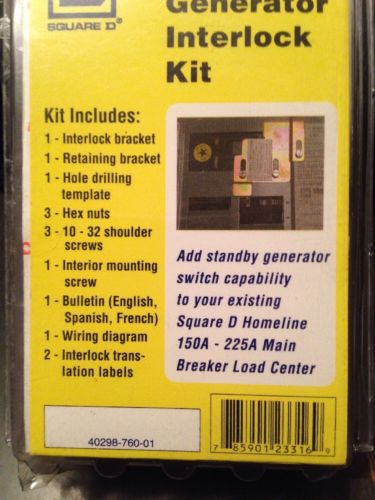 SQUARE D
Generator
Interlock
Kit
Kit Includes:
1 - Interlock bracket
1 - Retaining bracket
1 - Hole drilling
template
3 - Hex nuts
3 - 10 - 32 shoulder
screws
1 - Interior mounting
screw
1 - Bulletin (English,
Spanish, French)
1 - Wiring diagram
2 - Interlock trans-
lation labels
Add standby generator
switch capability
to your existing
Square D Homeline
150A - 225A Main
Breaker Load Center
40298-760-01
7 85901 23316 9